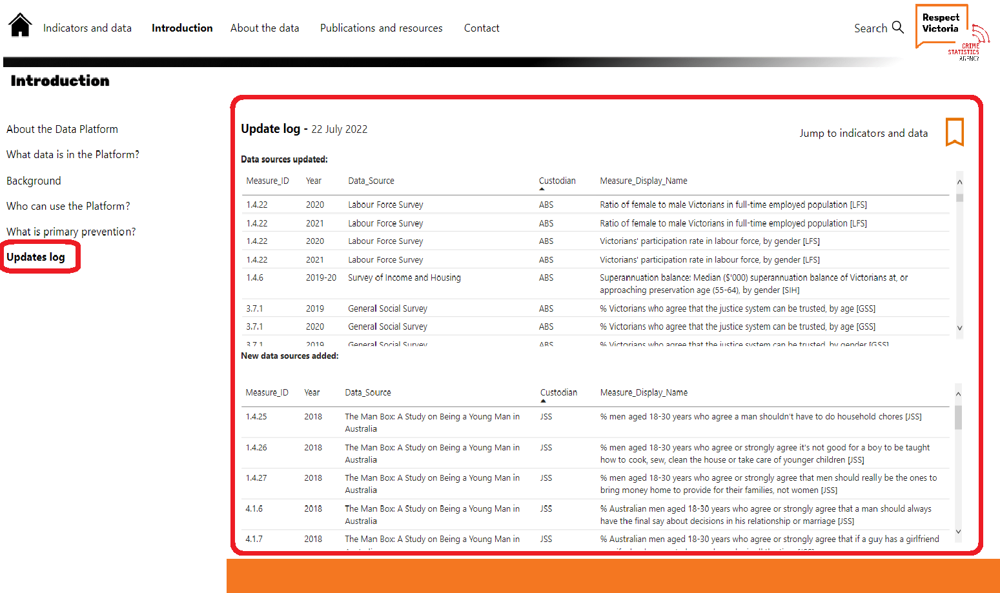 Indicators and data
Introduction
About the data
Publications and resources
Contact
Search
Respect
Victoria
CRIME
STATISTICS
AGENCY
Introduction
About the Data Platform
What data is in the Platform?
Background
Who can use the Platform?
What is primary prevention?
Updates log
Update log - 22 July 2022
Jump to indicators and data
Data sources updated:
Measure_ID Year Data_Source Custodian Measure_Display_Name
1.4.22 2020 Labour Force Survey ABS Ratio of female to male Victorians in full-time employed population [LFS]
1.4.22 2021 Labour Force Survey ABS Ratio of female to male Victorians in full-time employed population [LFS]
1.4.22 2020 Labour Force Survey ABS Victorians' participation rate in labour force, by gender [LFS]
1.4.22 2021 Labour Force Survey ABS Victorians' participation rate in labour force, by gender [LFS]
1.4.6 2019-20 Survey of Income and Housing ABS Superannuation balance: Median ($'000) superannuation balance of Victorians at, or
approaching preservation age (55-64), by gender [SIH]
3.7.1 2019 General Social Survey ABS % Victorians who agree that the justice system can be trusted, by age [GSS]
3.7.1 2020 General Social Survey ABS % Victorians who agree that the justice system can be trusted, by age [GSS]
3.7.1 2019 General Social Survey ABS % Victorians who agree that the justice system can be trusted, by gender [GSS]
New data sources added:
Measure_ID Year Data_Source Custodian Measure_Display_Name
1.4.25 2018 The Man Box: A Study on Being a Young Man in JSS % men aged 18-30 years who agree a man shouldn't have to do household chores [JSS]
Australia
1.4.26 2018 The Man Box: A Study on Being a Young Man in JSS % men aged 18-30 years who agree or strongly agree it's not good for a boy to be taught
Australia how to cook, sew, clean the house or take care of younger children [JSS]
1.4.27 2018 The Man Box: A Study on Being a Young Man in JSS % men aged 18-30 years who agree or strongly agree that men should really be the ones to
Australia bring money home to provide for their families, not women [JSS]
4.1.6 2018 The Man Box: A Study on Being a Young Man in JSS % Australian men aged 18-30 years who agree or strongly agree that a man should always
Australia have the final say about decisions in his relationship or marriage [JSS]
4.1.7 2018 The Man Box: A Study on Being a Young Man in JSS % Australian men aged 18-30 years who agree or strongly agree that if a guy has a girlfriend